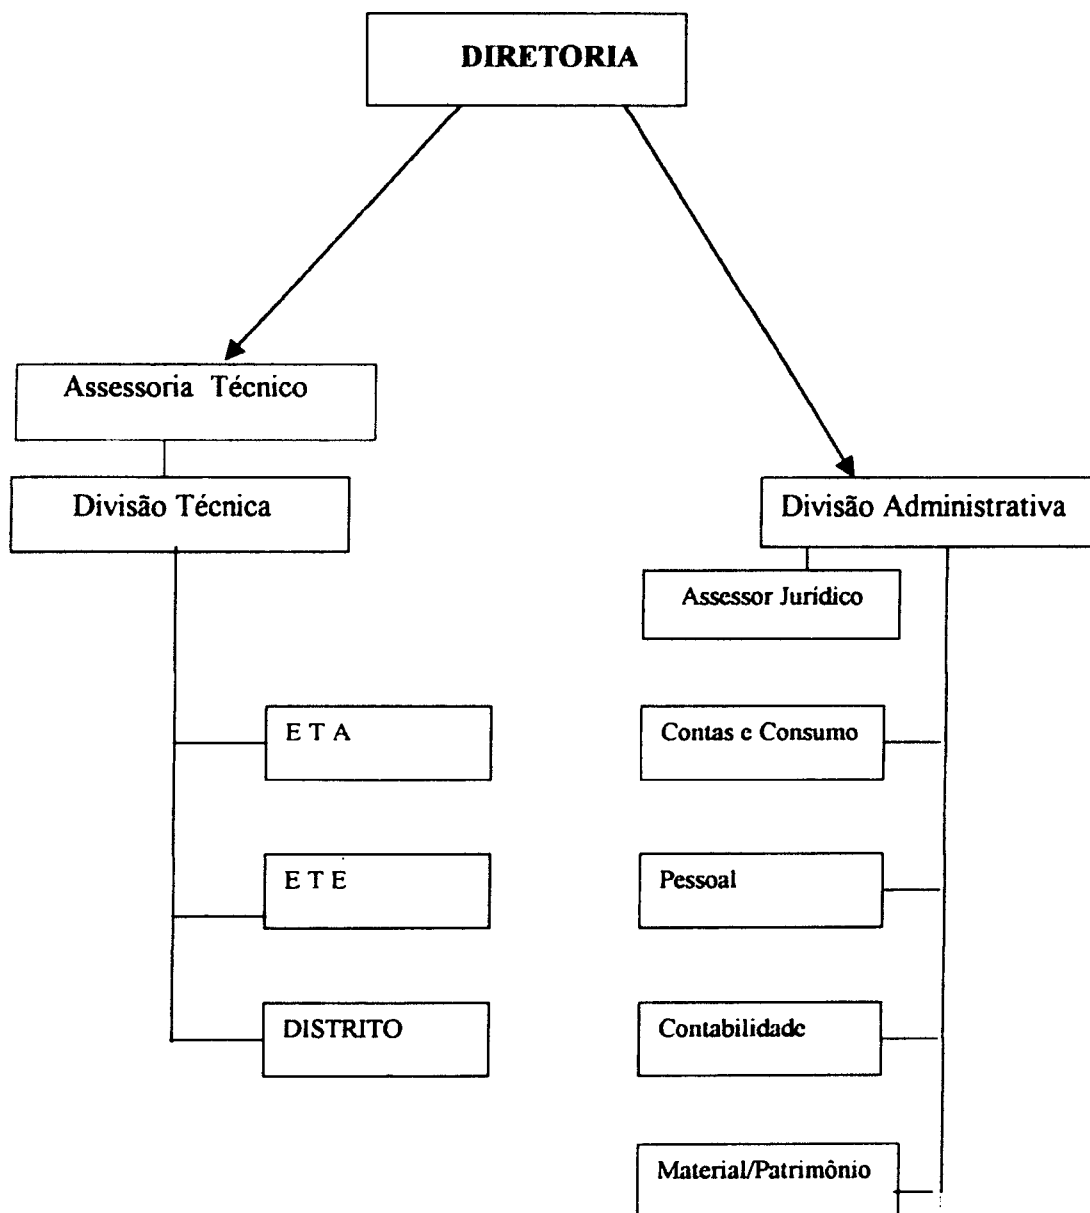 DIRETORIA
Assessoria Técnico
Divisão Técnica
Divisão Administrativa
Assessor Jurídico
E T A
Contas e Consumo
E T E
Pessoal
DISTRITO
Contabilidade
Material/Patrimônio